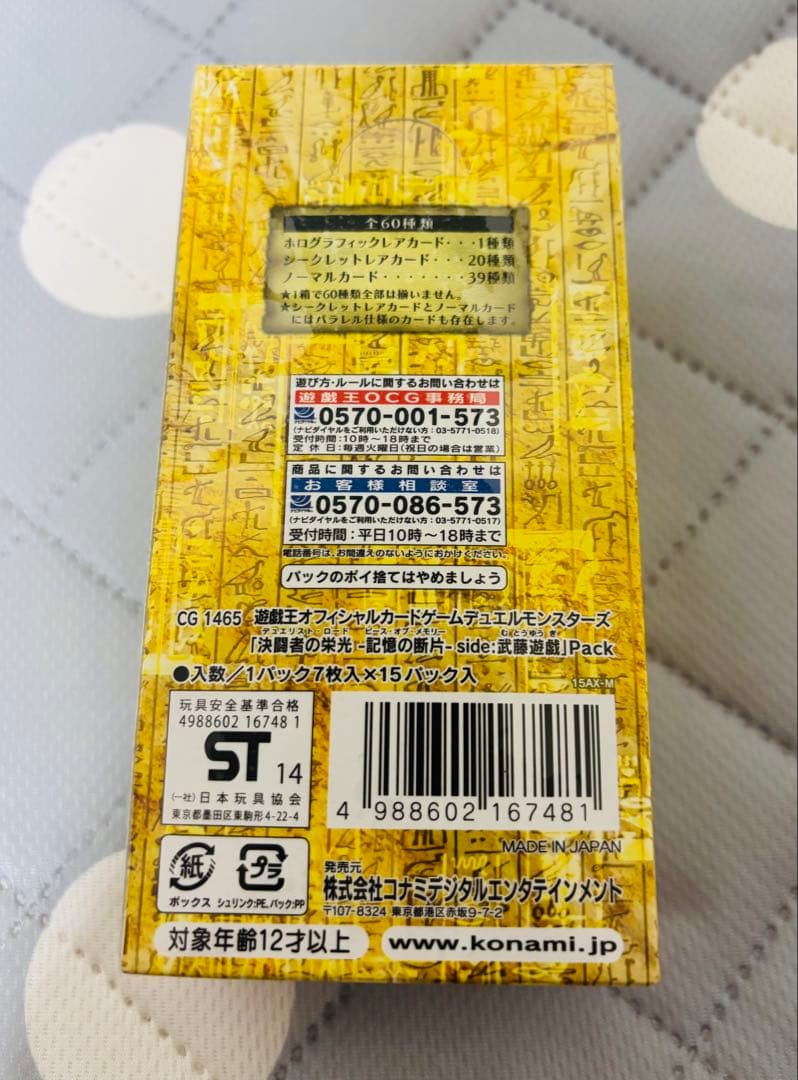 全60種類
ホログラフィックレアカード・・・1種類
シークレットレアカード・・・20種類
ノーマルカード・・・・・・・39種類
★1箱で60種類全部は揃いません。
★シークレットレアカードとノーマルカード
にはパラレル仕様のカードも存在します。
遊び方・ルールに関するお問い合わせは
遊戯王OCG事務局
0570-001-573
(ナビダイヤルをご利用いただけない方：03-5771-0518)
受付時間：10時〜18時まで
定休日：毎週火曜日(祝日の場合は営業)
商品に関するお問い合わせは
お客様相談室
0570-086-573
(ナビダイヤルをご利用いただけない方：03-5771-0517)
受付時間：平日10時〜18時まで
電話番号は、お間違えのないようにおかけください。
パックのポイ捨てはやめましょう
CG 1465 遊戯王オフィシャルカードゲームデュエルモンスターズ
デュエリスト・ロード ピース・オブ・メモリー むとうゆうぎ
「決闘者の栄光 -記憶の断片- side:武藤遊戯」Pack
●入数／1パック7枚入×15パック入
15AX-M
玩具安全基準合格
4988602 16748 1
ST 14
(一社)日本玩具協会
東京都墨田区東駒形4-22-4
4 988602 167481
MADE IN JAPAN
紙
ボックス
プラ
シュリンク:PE,パック:PP
発売元
株式会社コナミデジタルエンタテインメント
〒107-8324 東京都港区赤坂9-7-2
対象年齢12才以上
www.konami.jp